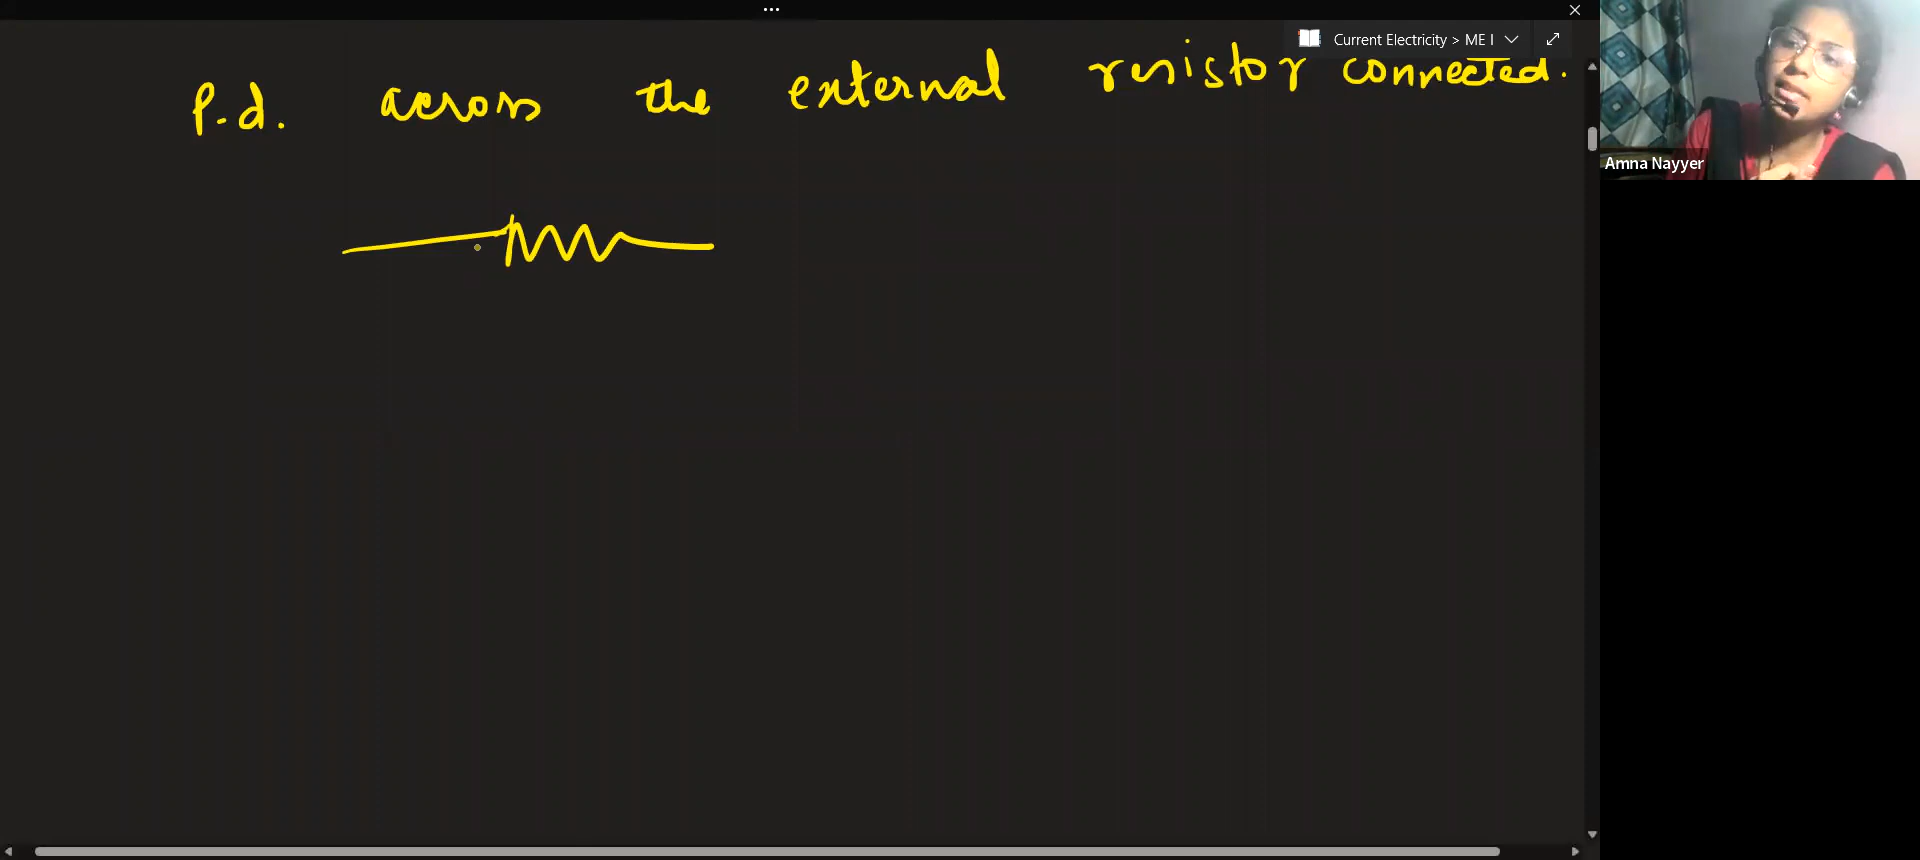 Current Electricity > ME I
P.d. across the external resistor connected.
Amna Nayyer